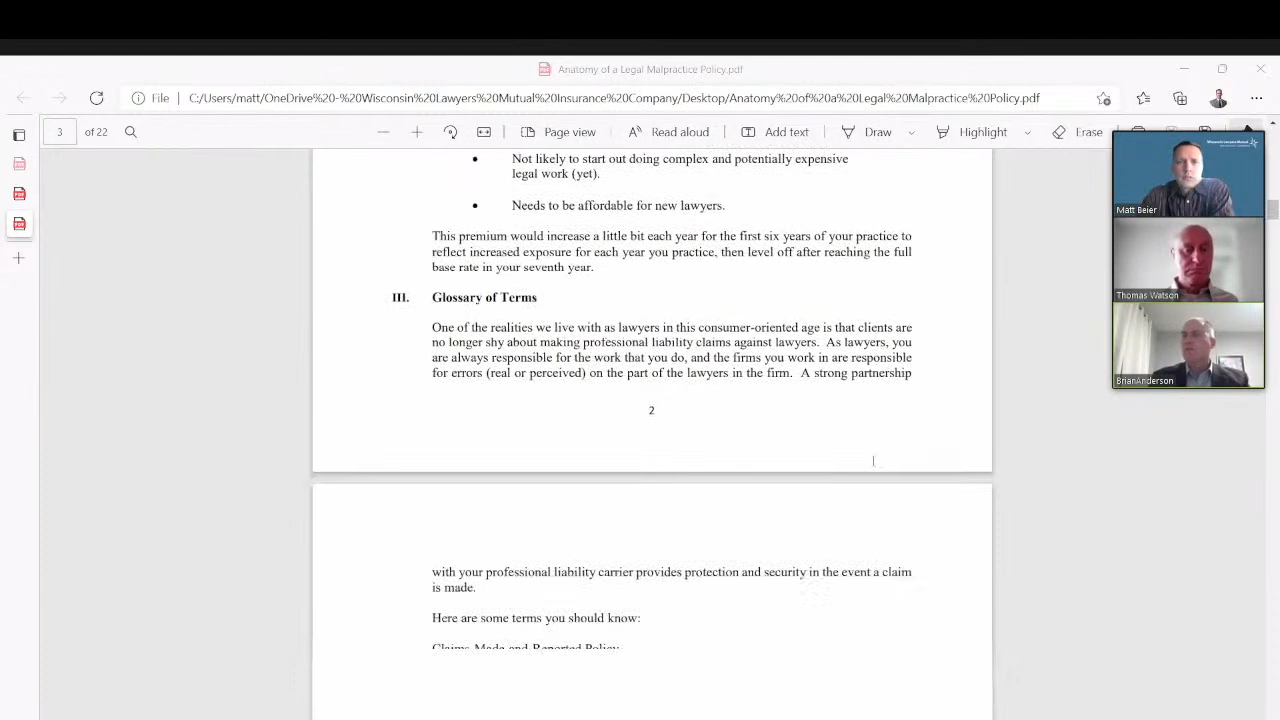 Anatomy of a Legal Malpractice Policy.pdf
File | C:/Users/matt/OneDrive%20-%20Wisconsin%20Lawyers%20Mutual%20Insurance%20Company/Desktop/Anatomy%20of%20a%20Legal%20Malpractice%20Policy.pdf
3 of 22 Page view Read aloud Add text Draw Highlight Erase
• Not likely to start out doing complex and potentially expensive
legal work (yet).
• Needs to be affordable for new lawyers.
This premium would increase a little bit each year for the first six years of your practice to
reflect increased exposure for each year you practice, then level off after reaching the full
base rate in your seventh year.
III. Glossary of Terms
One of the realities we live with as lawyers in this consumer-oriented age is that clients are
no longer shy about making professional liability claims against lawyers. As lawyers, you
are always responsible for the work that you do, and the firms you work in are responsible
for errors (real or perceived) on the part of the lawyers in the firm. A strong partnership
2
with your professional liability carrier provides protection and security in the event a claim
is made.
Here are some terms you should know:
Claims-Made and Reported Policy
Wisconsin Lawyers Mutual
Matt Beier
Thomas Watson
BrianAnderson